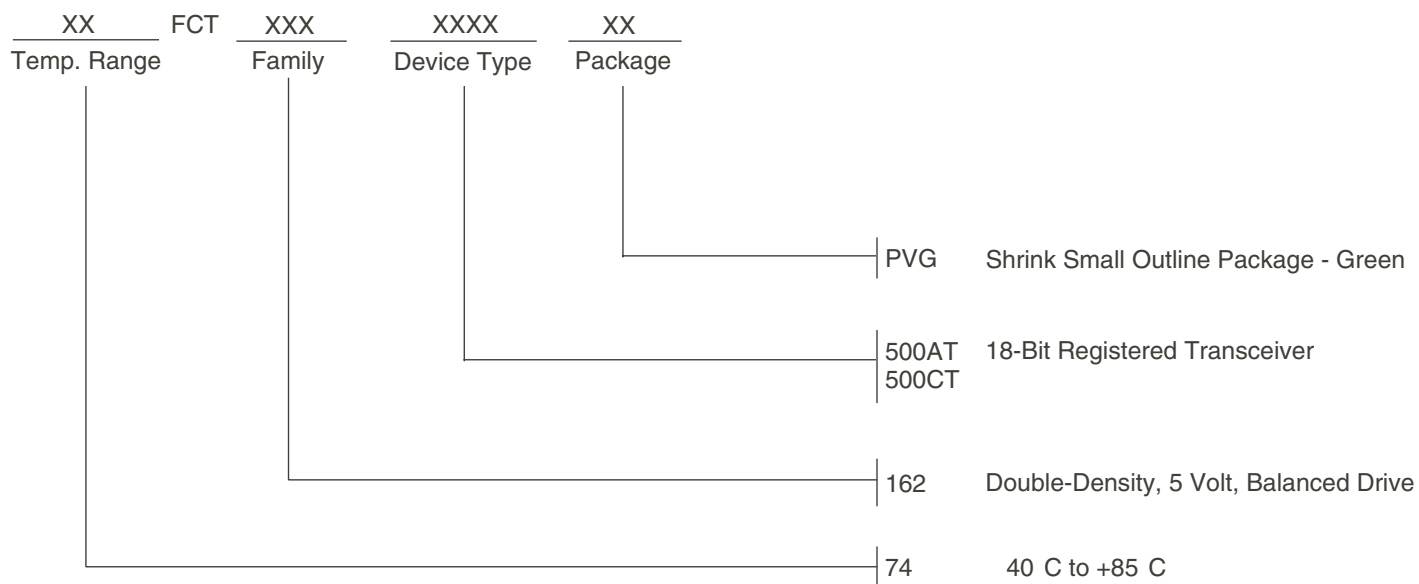 XX FCT XXX XXXX XX
Temp. Range Family Device Type Package
PVG Shrink Small Outline Package - Green
500AT 18-Bit Registered Transceiver
500CT
162 Double-Density, 5 Volt, Balanced Drive
74 40 C to +85 C